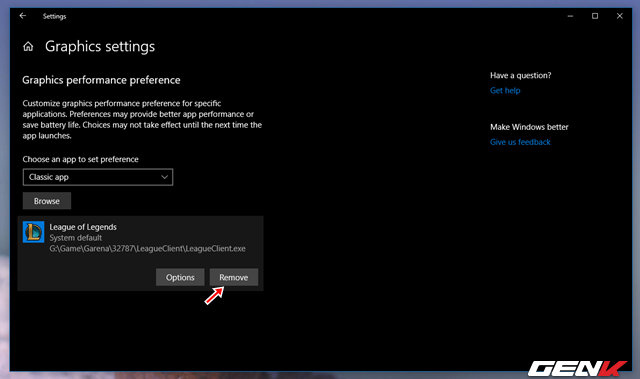 Settings
Graphics settings
Graphics performance preference
Customize graphics performance preference for specific
applications. Preferences may provide better app performance or
save battery life. Choices may not take effect until the next time the
app launches.
Choose an app to set preference
Classic app
Browse
League of Legends
System default
G:\Game\Garena\32787\LeagueClient\LeagueClient.exe
Options
Remove
Have a question?
Get help
Make Windows better
Give us feedback
GENK